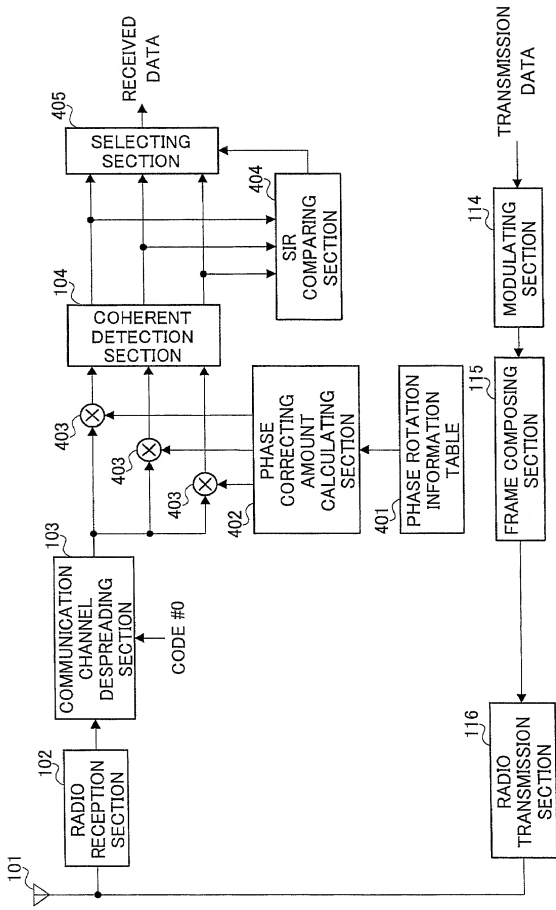 101
102
RADIO
RECEPTION
SECTION
103
COMMUNICATION
CHANNEL
DESPREADING
SECTION
CODE #0
403
403
403
104
COHERENT
DETECTION
SECTION
405
SELECTING
SECTION
RECEIVED
DATA
404
SIR
COMPARING
SECTION
402
PHASE
CORRECTING
AMOUNT
CALCULATING
SECTION
401
PHASE ROTATION
INFORMATION
TABLE
116
RADIO
TRANSMISSION
SECTION
115
FRAME COMPOSING
SECTION
114
MODULATING
SECTION
TRANSMISSION
DATA